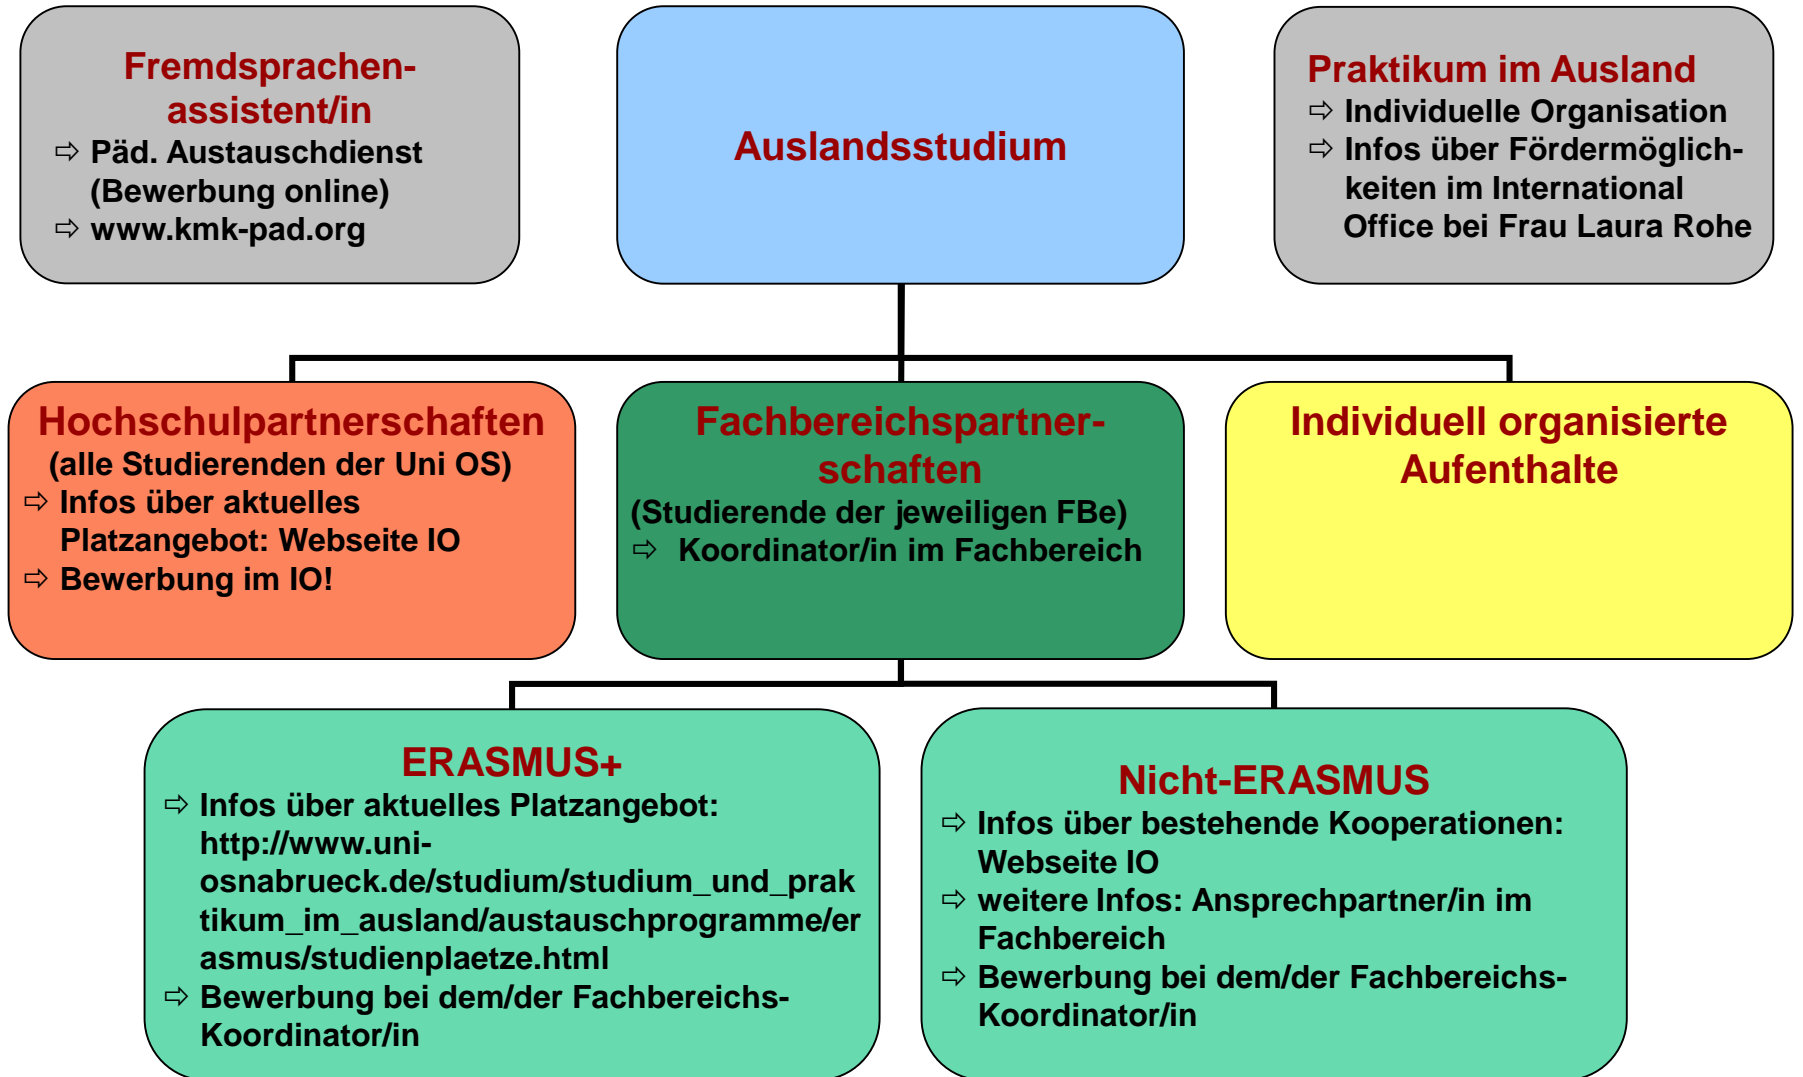 Fremdsprachen-
assistent/in
⇨ Päd. Austauschdienst
(Bewerbung online)
⇨ www.kmk-pad.org
Auslandsstudium
Praktikum im Ausland
⇨ Individuelle Organisation
⇨ Infos über Fördermöglich-
keiten im International
Office bei Frau Laura Rohe
Hochschulpartnerschaften
(alle Studierenden der Uni OS)
⇨ Infos über aktuelles
Platzangebot: Webseite IO
⇨ Bewerbung im IO!
Fachbereichspartner-
schaften
(Studierende der jeweiligen FBe)
⇨ Koordinator/in im Fachbereich
Individuell organisierte
Aufenthalte
ERASMUS+
⇨ Infos über aktuelles Platzangebot:
http://www.uni-
osnabrueck.de/studium/studium_und_prak
tikum_im_ausland/austauschprogramme/er
asmus/studienplaetze.html
⇨ Bewerbung bei dem/der Fachbereichs-
Koordinator/in
Nicht-ERASMUS
⇨ Infos über bestehende Kooperationen:
Webseite IO
⇨ weitere Infos: Ansprechpartner/in im
Fachbereich
⇨ Bewerbung bei dem/der Fachbereichs-
Koordinator/in